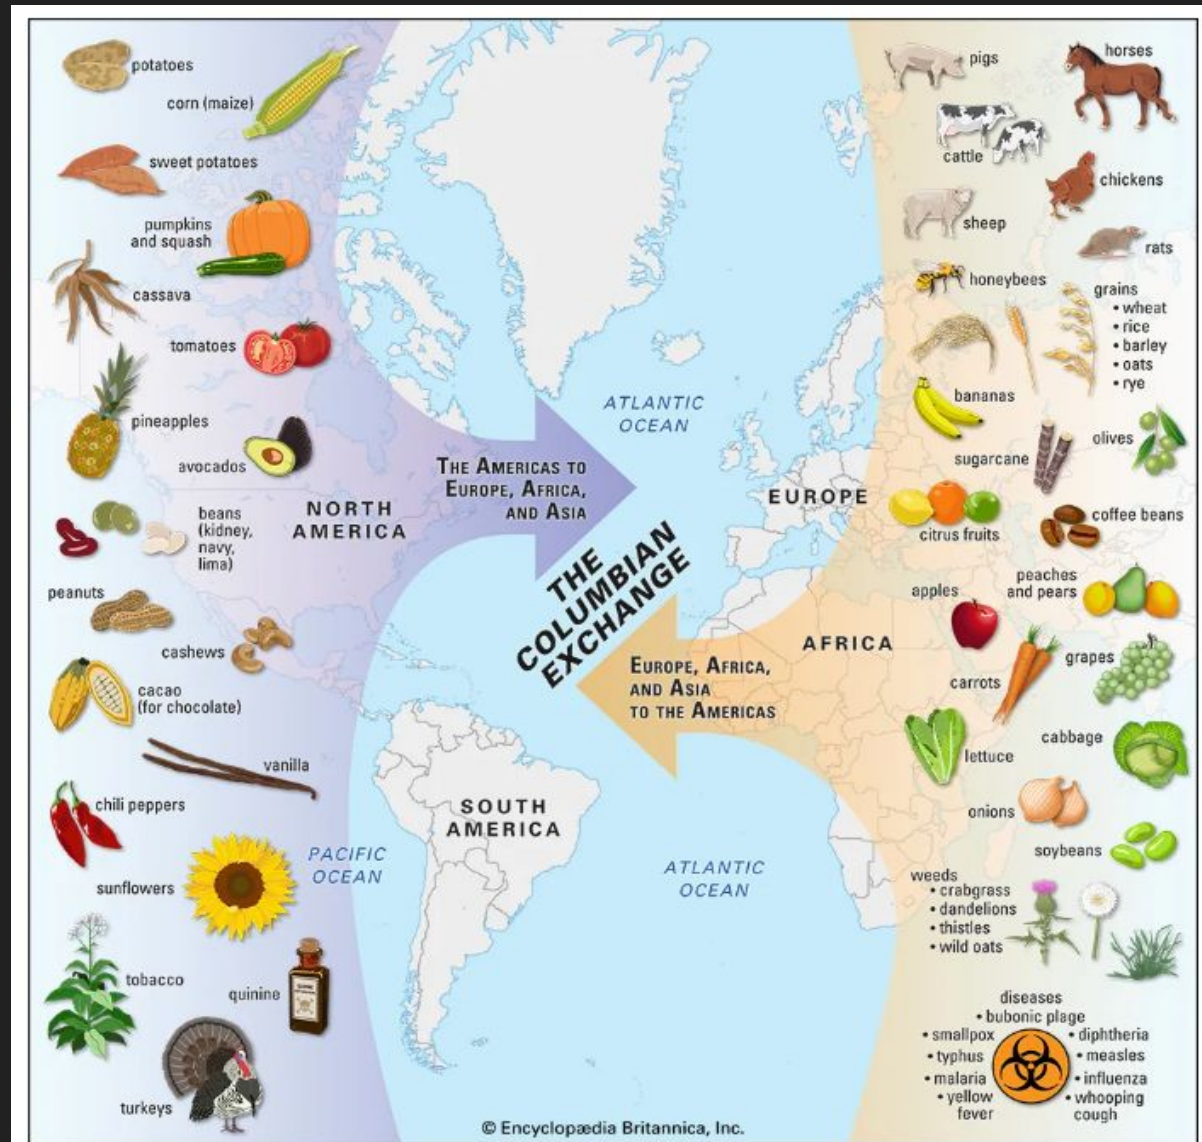 potatoes
corn (maize)
sweet potatoes
pumpkins
and squash
cassava
tomatoes
pineapples
avocados
beans
(kidney,
navy,
lima)
peanuts
cashews
cacao
(for chocolate)
vanilla
chili peppers
sunflowers
tobacco
quinine
turkeys
NORTH
AMERICA
THE AMERICAS TO
EUROPE, AFRICA,
AND ASIA
ATLANTIC
OCEAN
THE
COLUMBIAN
EXCHANGE
EUROPE
AFRICA
EUROPE, AFRICA,
AND ASIA
TO THE AMERICAS
SOUTH
AMERICA
PACIFIC
OCEAN
ATLANTIC
OCEAN
pigs
horses
cattle
chickens
sheep
rats
honeybees
grains
• wheat
• rice
• barley
• oats
• rye
bananas
olives
sugarcane
citrus fruits
coffee beans
apples
peaches
and pears
carrots
grapes
lettuce
cabbage
onions
soybeans
weeds
• crabgrass
• dandelions
• thistles
• wild oats
diseases
• bubonic plage
• smallpox
• typhus
• malaria
• yellow
fever
• diphtheria
• measles
• influenza
• whooping
cough
© Encyclopædia Britannica, Inc.